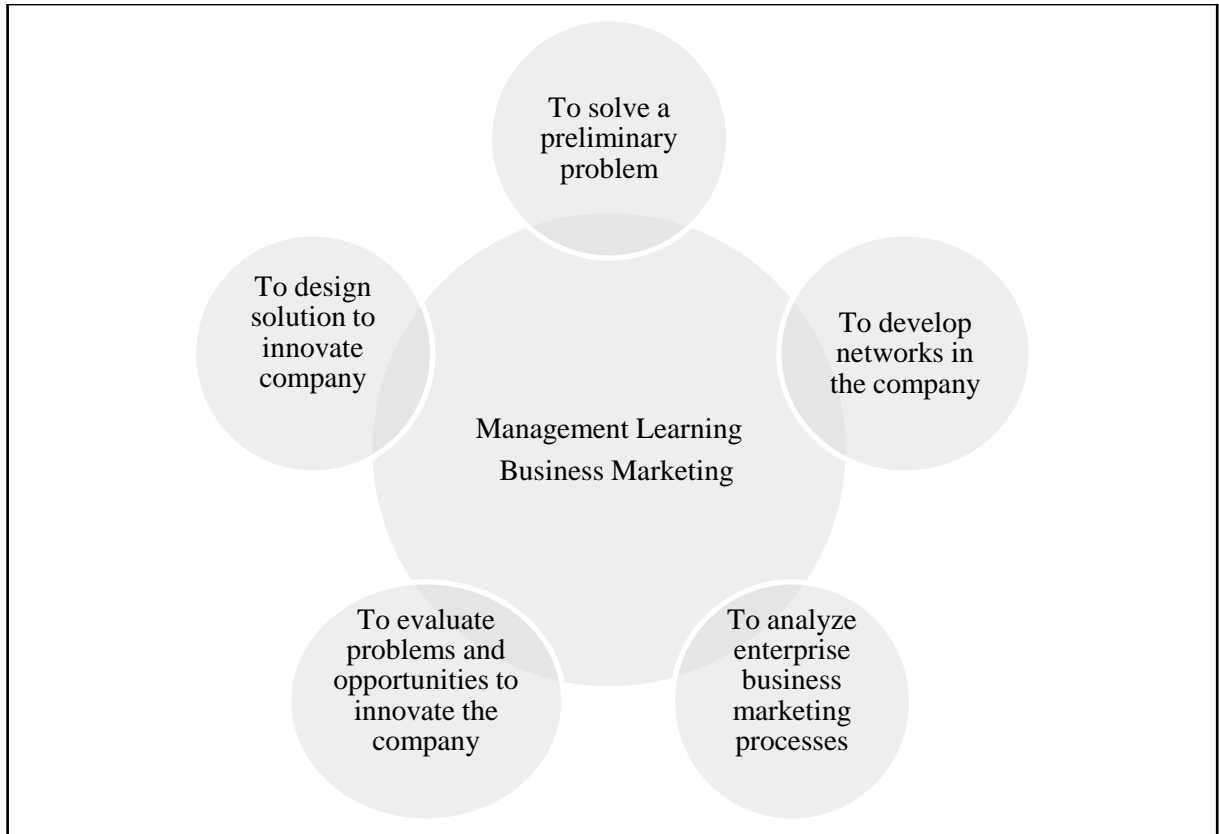 To solve a
preliminary
problem
To develop
networks in
the company
To analyze
enterprise
business
marketing
processes
To evaluate
problems and
opportunities to
innovate the
company
To design
solution to
innovate
company
Management Learning
Business Marketing